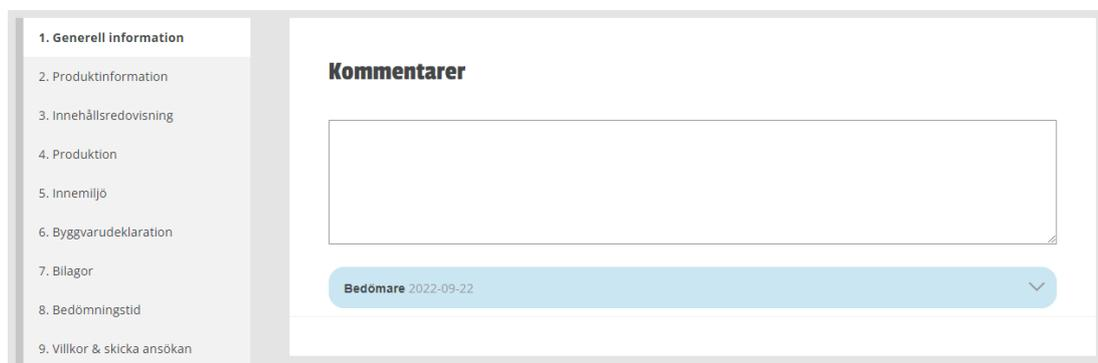 1. Generell information
2. Produktinformation
3. Innehållsredovisning
4. Produktion
5. Innemiljö
6. Byggvarudeklaration
7. Bilagor
8. Bedömningstid
9. Villkor & skicka ansökan
Kommentarer
Bedömare 2022-09-22